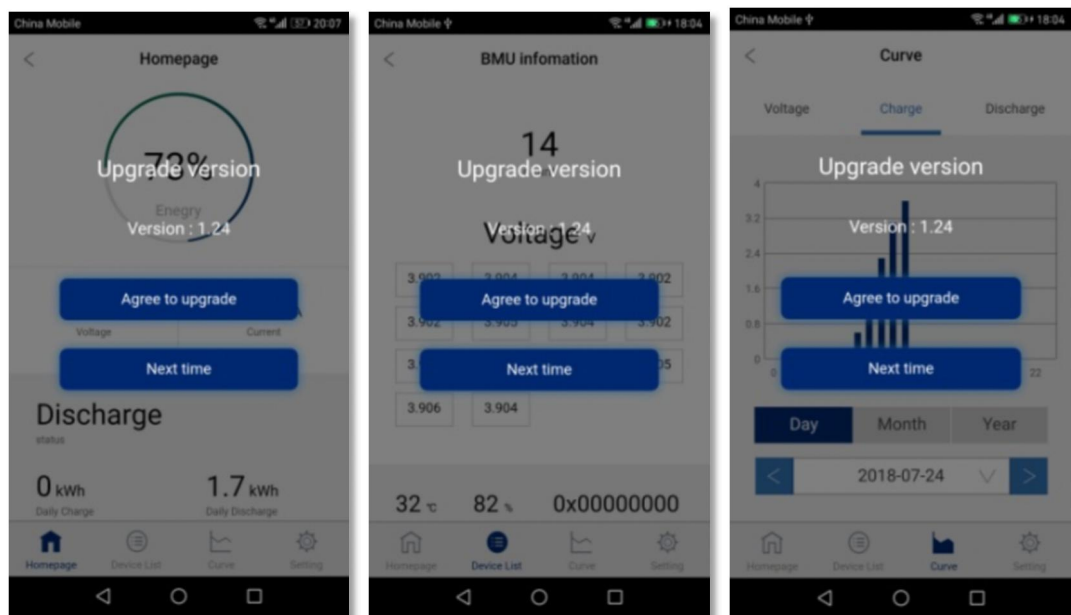 China Mobile 57 20:07
Homepage
73%
Upgrade version
Enegry
Version : 1.24
Agree to upgrade
Voltage Current
Next time
Discharge
status
0 kWh 1.7 kWh
Daily Charge Daily Discharge
Homepage Device List Curve Setting
China Mobile 18:04
BMU infomation
14
Upgrade version
Version : 1.24
Voltage V
3.902 3.904 3.904 3.902
Agree to upgrade
3.902 3.903 3.904 3.902
Next time
3.906 3.904
32 ℃ 82 % 0x00000000
Homepage Device List Curve Setting
China Mobile 18:04
Curve
Voltage Charge Discharge
Upgrade version
4
3.2
Version : 1.24
2.4
1.6
Agree to upgrade
0.8
Next time
0 22
Day Month Year
< 2018-07-24 >
Homepage Device List Curve Setting